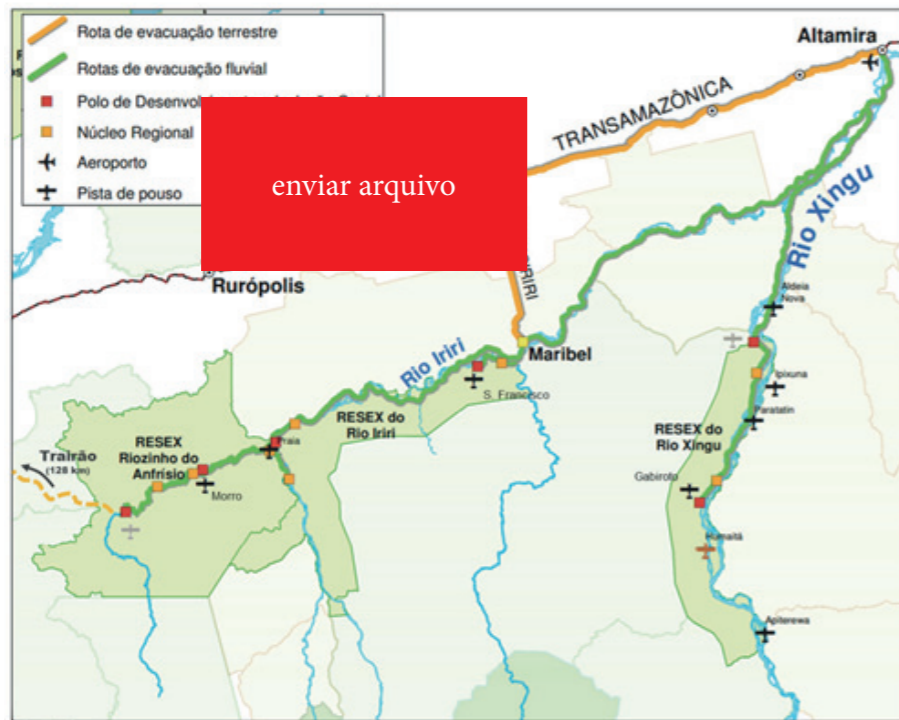 Rota de evacuação terrestre
Rotas de evacuação fluvial
Polo de
Núcleo Regional
Aeroporto
Pista de pouso
enviar arquivo
Altamira
TRANSAMAZÔNICA
Rio Xingu
Rurópolis
Maribel
Rio Iriri
S. Francisco
Aldeia
Nova
Ipixuna
Paratatin
RESEX do
Rio Iriri
RESEX do
Rio Xingu
RESEX
Riozinho do
Anfrísio
Trairão
(128 km)
Praia
Morro
Gabiroto
Humaitá
Apiterewa